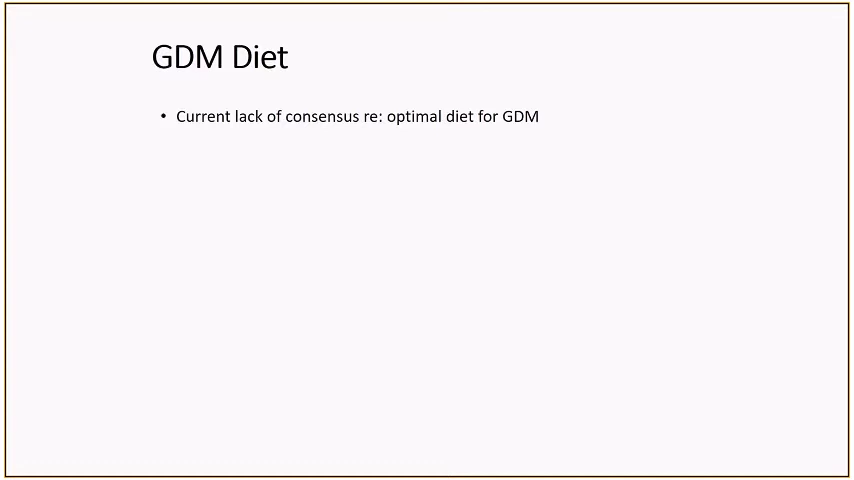 GDM Diet
• Current lack of consensus re: optimal diet for GDM